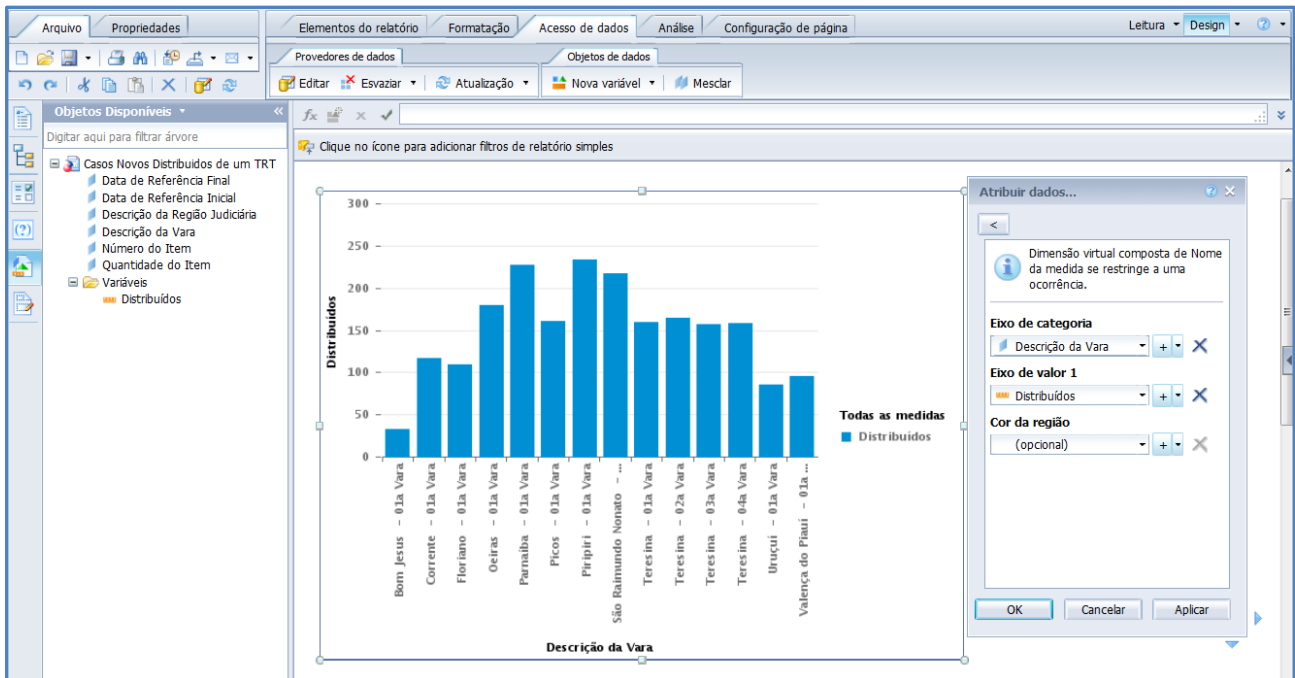 Arquivo Propriedades
Elementos do relatório Formatação Acesso de dados Análise Configuração de página
Leitura Design
Provedores de dados Objetos de dados
Editar Esvaziar Atualização Nova variável Mesclar
Objetos Disponíveis
Digitar aqui para filtrar árvore
Casos Novos Distribuidos de um TRT
Data de Referência Final
Data de Referência Inicial
Descrição da Região Judiciária
Descrição da Vara
Número do Item
Quantidade do Item
Variáveis
Distribuídos
Clique no ícone para adicionar filtros de relatório simples
Distribuídos
300
250
200
150
100
50
0
Bom Jesus - 01a Vara
Corrente - 01a Vara
Floriano - 01a Vara
Oeiras - 01a Vara
Parnaíba - 01a Vara
Picos - 01a Vara
Piripiri - 01a Vara
São Raimundo Nonato - ...
Teresina - 01a Vara
Teresina - 02a Vara
Teresina - 03a Vara
Teresina - 04a Vara
Uruçuí - 01a Vara
Valença do Piauí - 01a ...
Descrição da Vara
Todas as medidas
Distribuídos
Atribuir dados...
<
Dimensão virtual composta de Nome
da medida se restringe a uma
ocorrência.
Eixo de categoria
Descrição da Vara
Eixo de valor 1
Distribuídos
Cor da região
(opcional)
OK Cancelar Aplicar